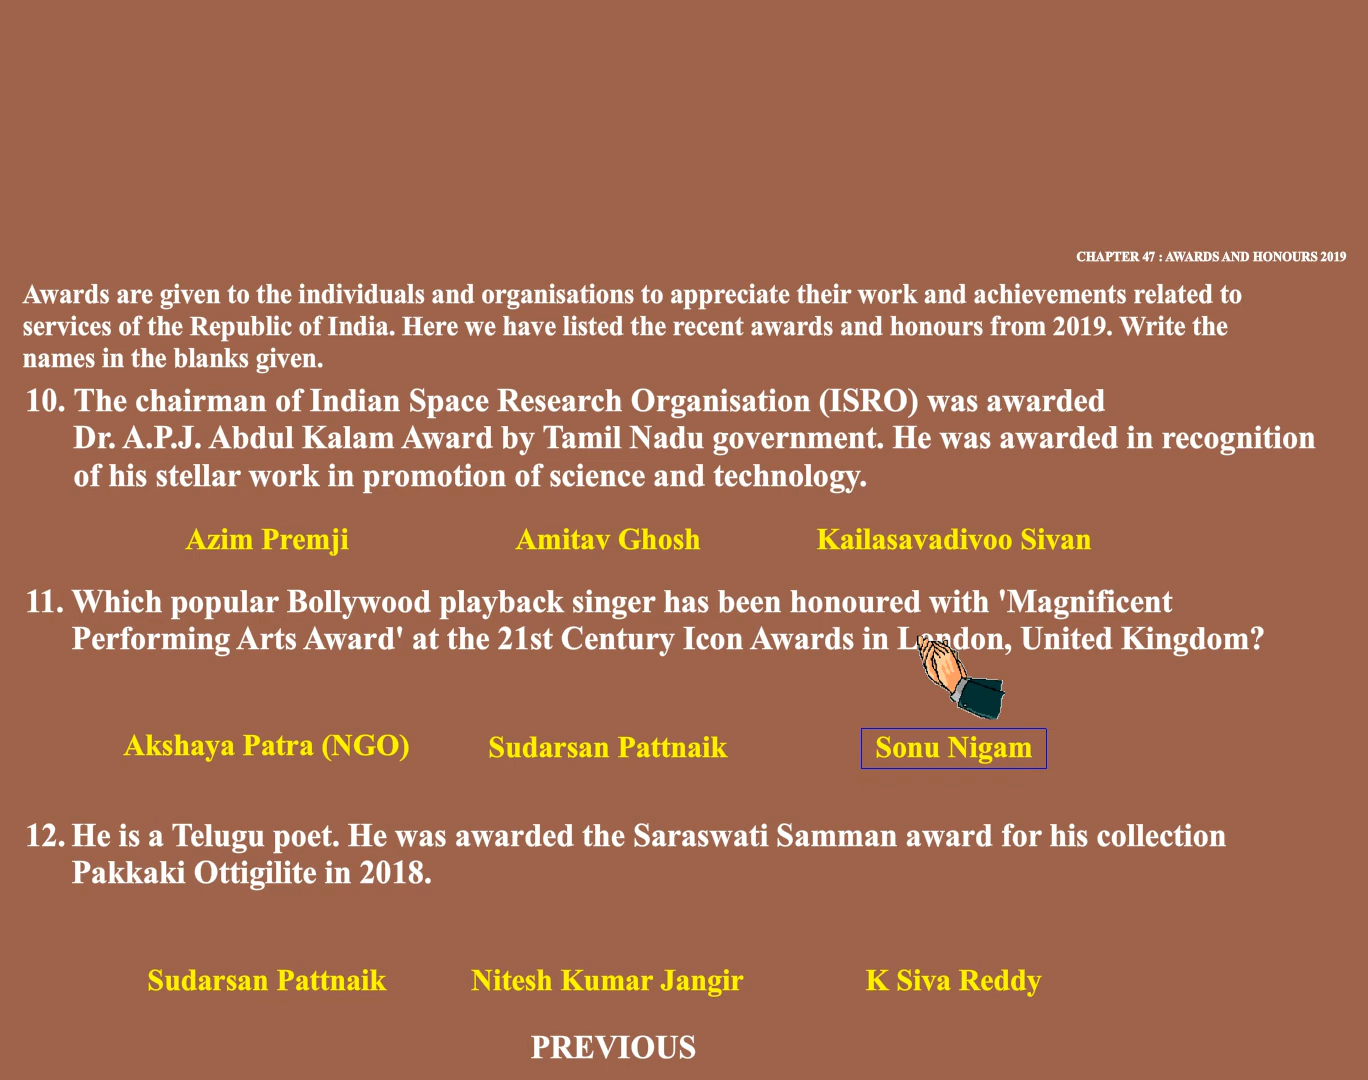 CHAPTER 47 : AWARDS AND HONOURS 2019
Awards are given to the individuals and organisations to appreciate their work and achievements related to
services of the Republic of India. Here we have listed the recent awards and honours from 2019. Write the
names in the blanks given.
10. The chairman of Indian Space Research Organisation (ISRO) was awarded
Dr. A.P.J. Abdul Kalam Award by Tamil Nadu government. He was awarded in recognition
of his stellar work in promotion of science and technology.
Azim Premji Amitav Ghosh Kailasavadivoo Sivan
11. Which popular Bollywood playback singer has been honoured with 'Magnificent
Performing Arts Award' at the 21st Century Icon Awards in London, United Kingdom?
Akshaya Patra (NGO) Sudarsan Pattnaik Sonu Nigam
12. He is a Telugu poet. He was awarded the Saraswati Samman award for his collection
Pakkaki Ottigilite in 2018.
Sudarsan Pattnaik Nitesh Kumar Jangir K Siva Reddy
PREVIOUS